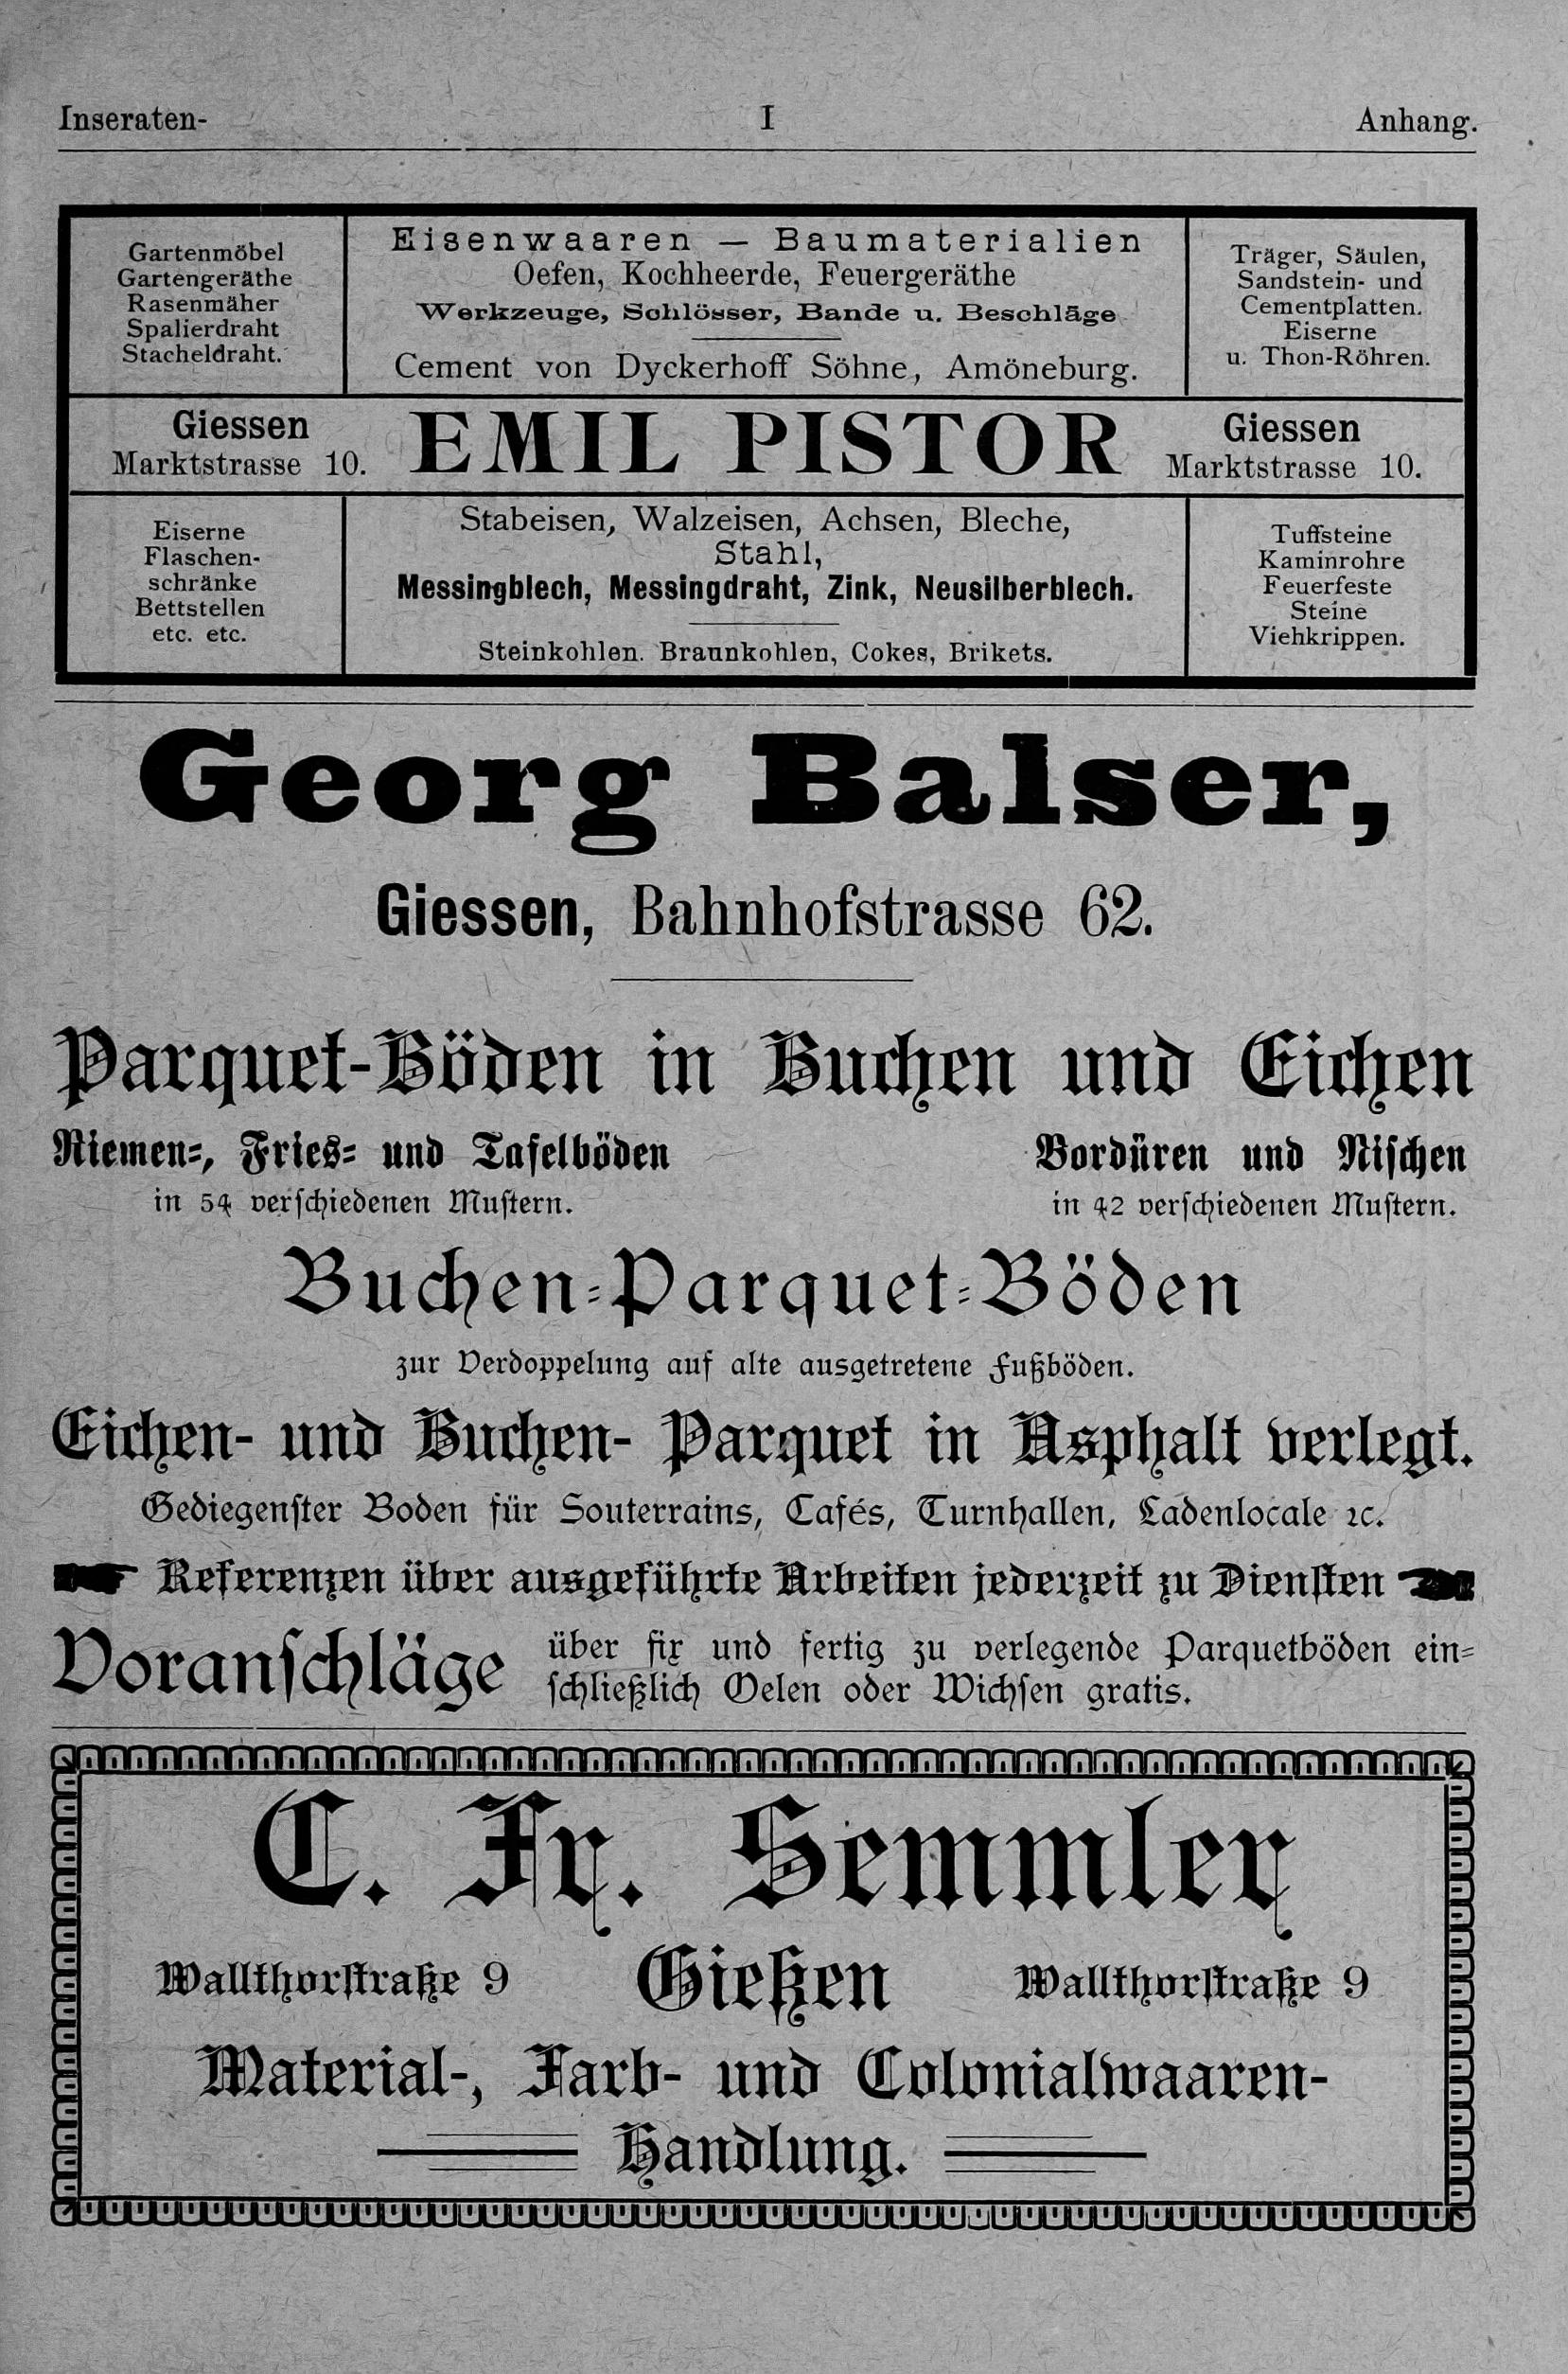 Inseraten- I Anhang.
Gartenmöbel
Gartengeräthe
Rasenmäher
Spalierdraht
Stacheldraht.
Eisenwaaren — Baumaterialien
Oefen, Kochheerde, Feuergeräthe
Werkzeuge, Schlösser, Bande u. Beschläge
Cement von Dyckerhoff Söhne, Amöneburg.
Träger, Säulen,
Sandstein- und
Cementplatten.
Eiserne
u. Thon-Röhren.
Giessen
Marktstrasse 10.
EMIL PISTOR
Giessen
Marktstrasse 10.
Eiserne
Flaschen-
schränke
Bettstellen
etc. etc.
Stabeisen, Walzeisen, Achsen, Bleche,
Stahl,
Messingblech, Messingdraht, Zink, Neusilberblech.
Steinkohlen. Braunkohlen, Cokes, Brikets.
Tuffsteine
Kaminrohre
Feuerfeste
Steine
Viehkrippen.
Georg Balser,
Giessen, Bahnhofstrasse 62.
Parquet-Böden in Buchen und Eichen
Riemen-, Fries- und Tafelböden
in 54 verschiedenen Mustern.
Bordüren und Nischen
in 42 verschiedenen Mustern.
Buchen-Parquet-Böden
zur Verdoppelung auf alte ausgetretene Fußböden.
Eichen- und Buchen- Parquet in Asphalt verlegt.
Gediegenster Boden für Souterrains, Cafés, Turnhallen, Ladenlocale ꝛc.
Referenzen über ausgeführte Arbeiten jederzeit zu Diensten
Voranschläge
über fix und fertig zu verlegende Parquetböden ein-
schließlich Oelen oder Wichsen gratis.
C. Fr. Semmler
Wallthorstraße 9 Gießen Wallthorstraße 9
Material-, Farb- und Colonialwaaren-
Handlung.